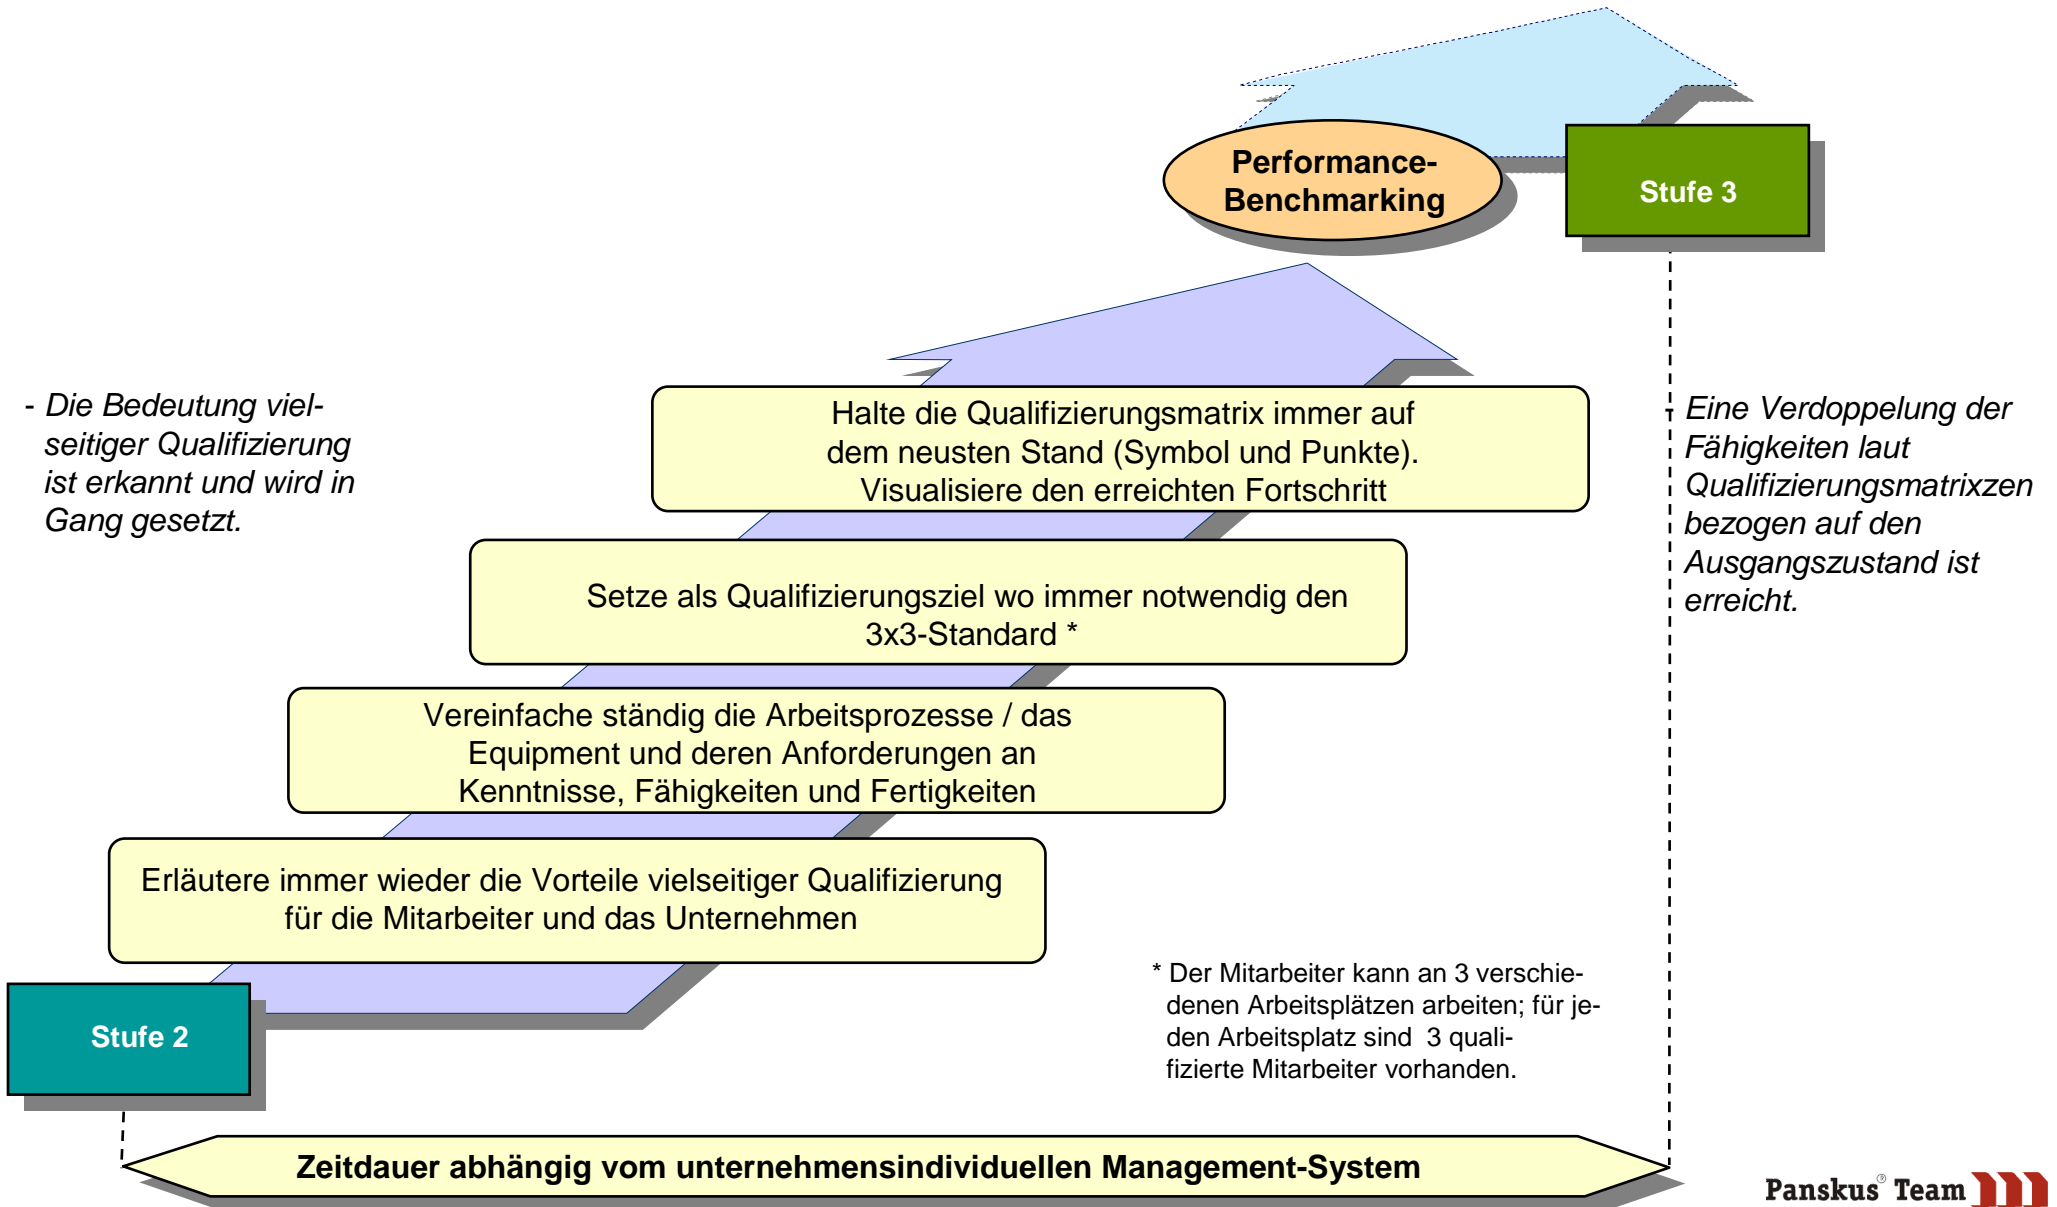 Performance-
Benchmarking
Stufe 3
- Die Bedeutung viel-
seitiger Qualifizierung
ist erkannt und wird in
Gang gesetzt.
Halte die Qualifizierungsmatrix immer auf
dem neusten Stand (Symbol und Punkte).
Visualisiere den erreichten Fortschritt
- Eine Verdoppelung der
Fähigkeiten laut
Qualifizierungsmatrixzen
bezogen auf den
Ausgangszustand ist
erreicht.
Setze als Qualifizierungsziel wo immer notwendig den
3x3-Standard *
Vereinfache ständig die Arbeitsprozesse / das
Equipment und deren Anforderungen an
Kenntnisse, Fähigkeiten und Fertigkeiten
Erläutere immer wieder die Vorteile vielseitiger Qualifizierung
für die Mitarbeiter und das Unternehmen
* Der Mitarbeiter kann an 3 verschie-
denen Arbeitsplätzen arbeiten; für je-
den Arbeitsplatz sind 3 quali-
fizierte Mitarbeiter vorhanden.
Stufe 2
Zeitdauer abhängig vom unternehmensindividuellen Management-System
Panskus® Team